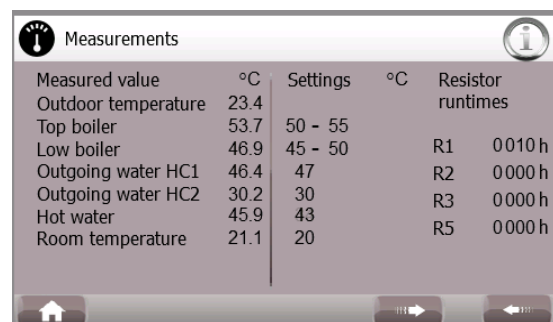 Measurements
Measured value °C Settings °C Resistor runtimes
Outdoor temperature 23.4
Top boiler 53.7 50 - 55
Low boiler 46.9 45 - 50 R1 0010 h
Outgoing water HC1 46.4 47 R2 0000 h
Outgoing water HC2 30.2 30 R3 0000 h
Hot water 45.9 43 R5 0000 h
Room temperature 21.1 20